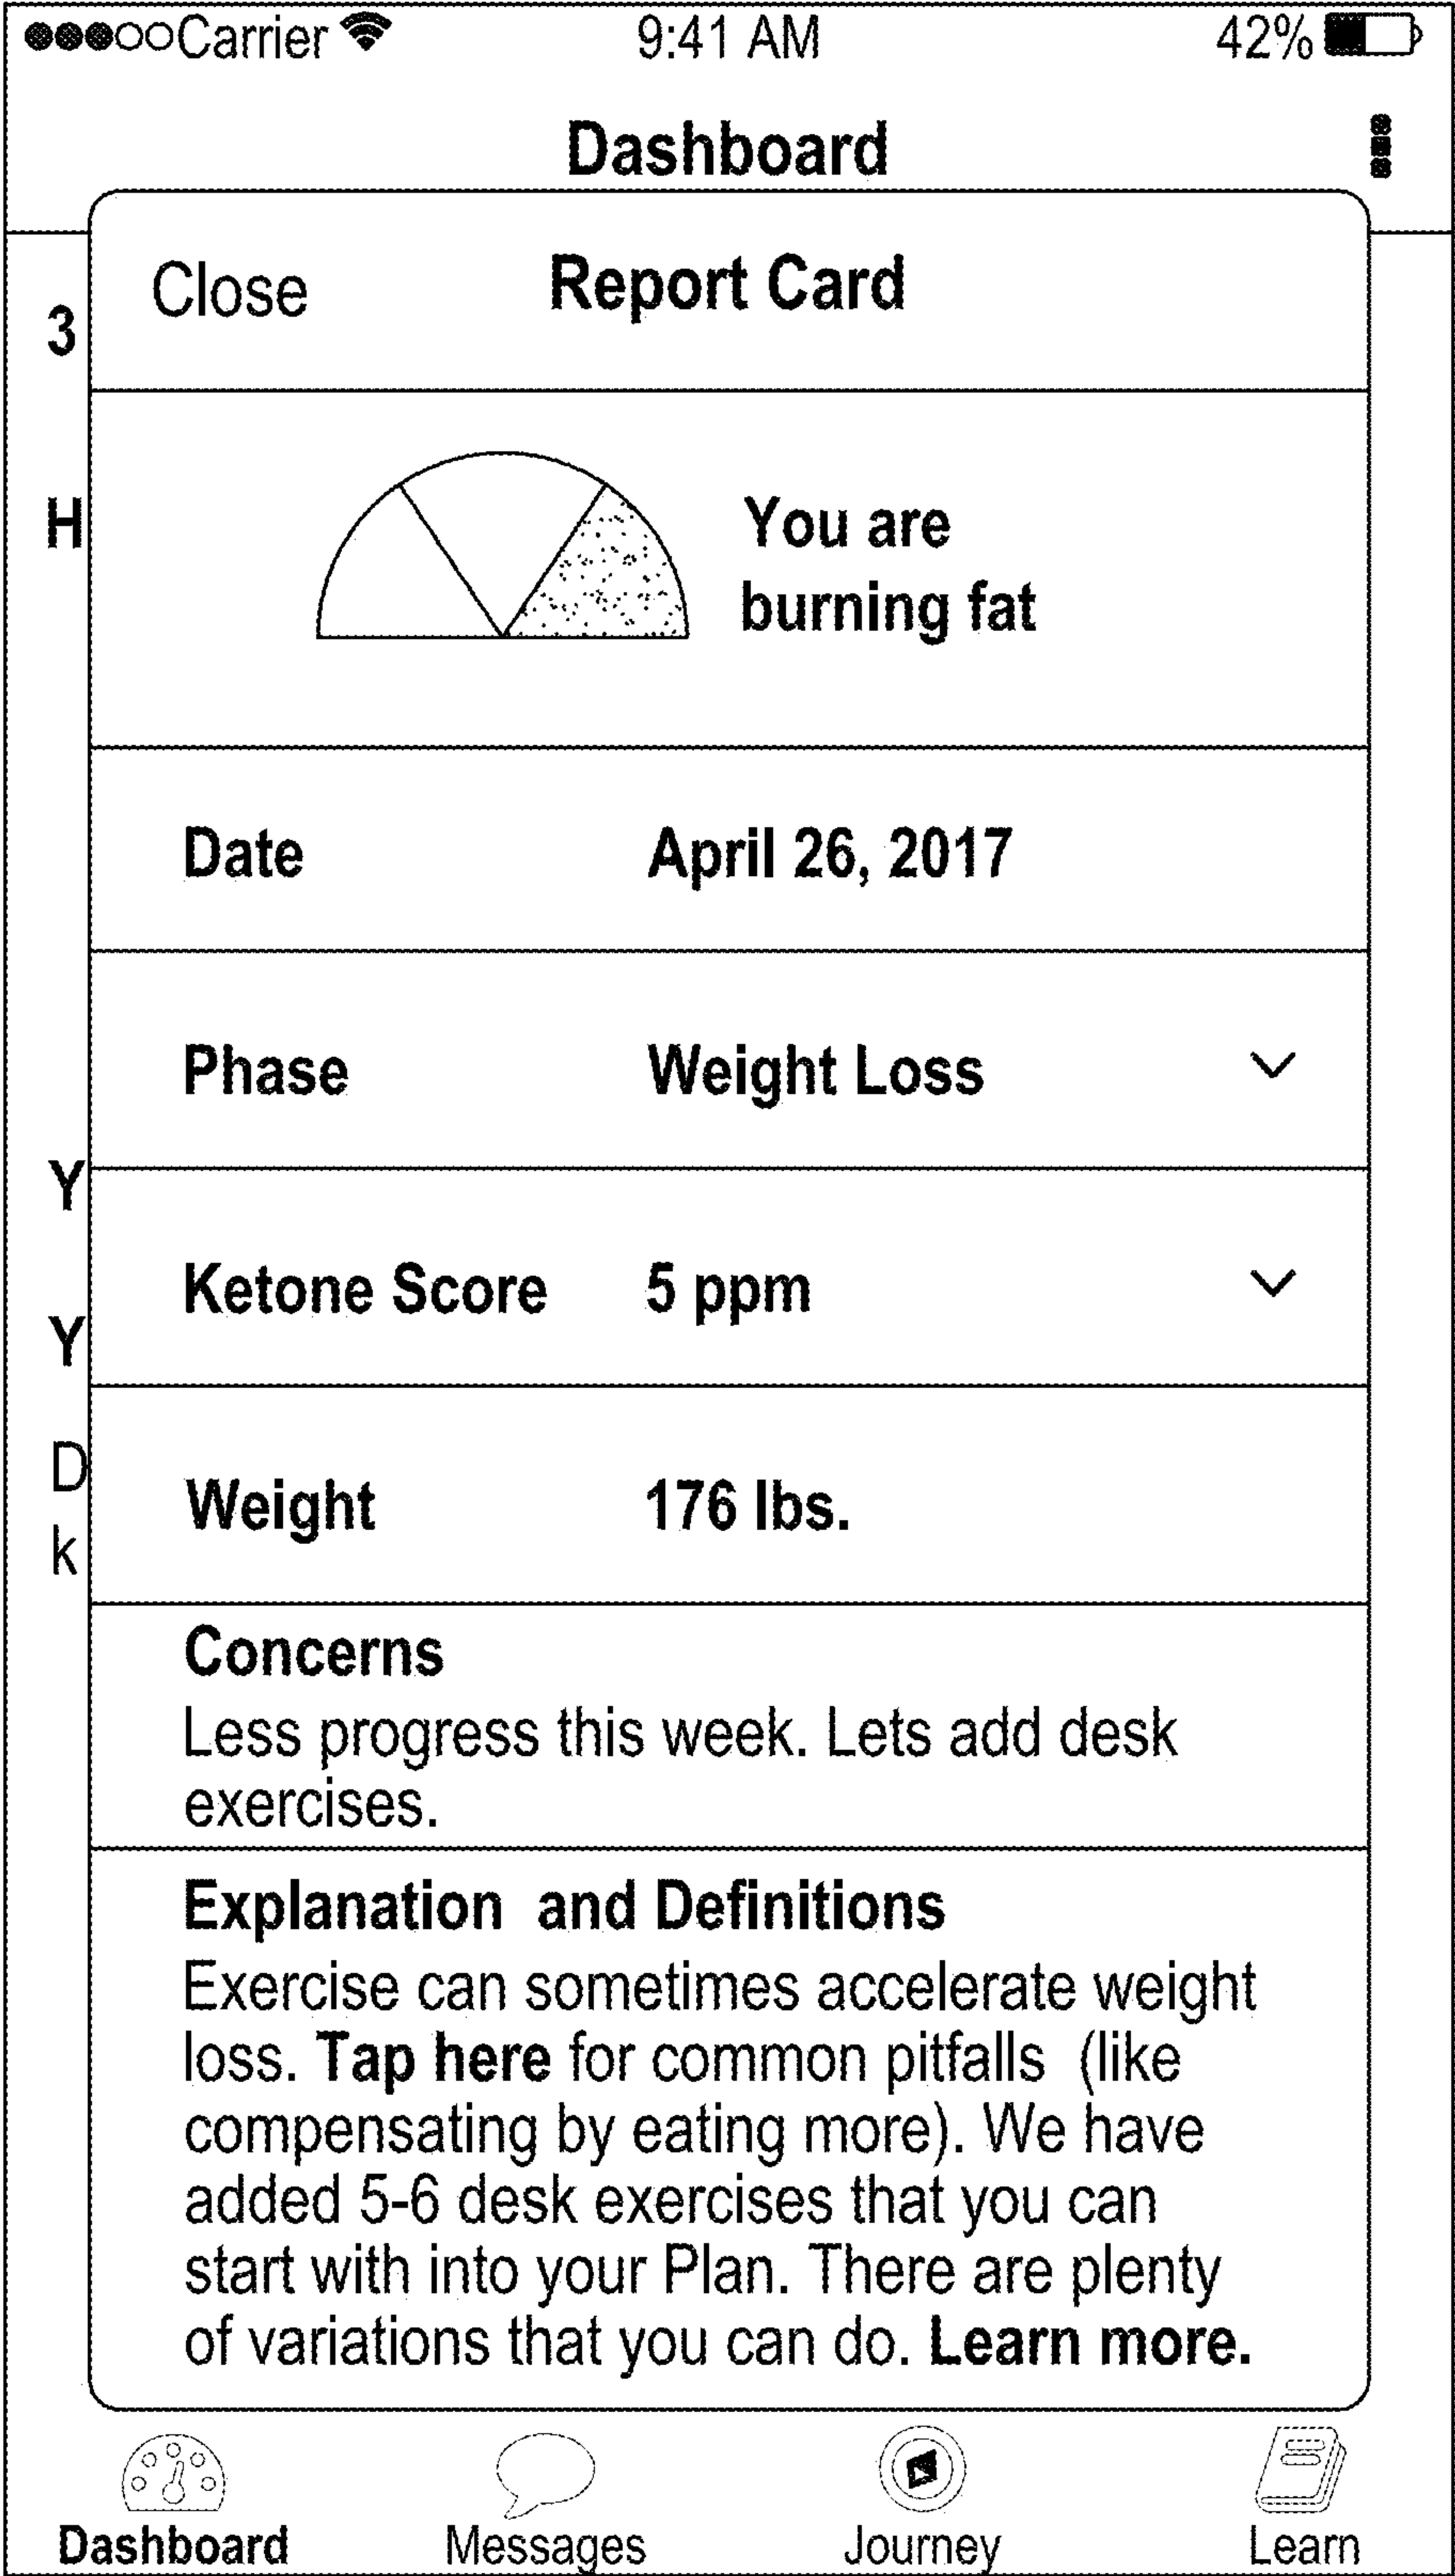 Carrier 9:41 AM 42%
Dashboard
Close Report Card
3
H
You are
burning fat
Date April 26, 2017
Phase Weight Loss
Y
Ketone Score 5 ppm
Y
D
Weight 176 lbs.
k
Concerns
Less progress this week. Lets add desk
exercises.
Explanation and Definitions
Exercise can sometimes accelerate weight
loss. Tap here for common pitfalls (like
compensating by eating more). We have
added 5-6 desk exercises that you can
start with into your Plan. There are plenty
of variations that you can do. Learn more.
Dashboard Messages Journey Learn